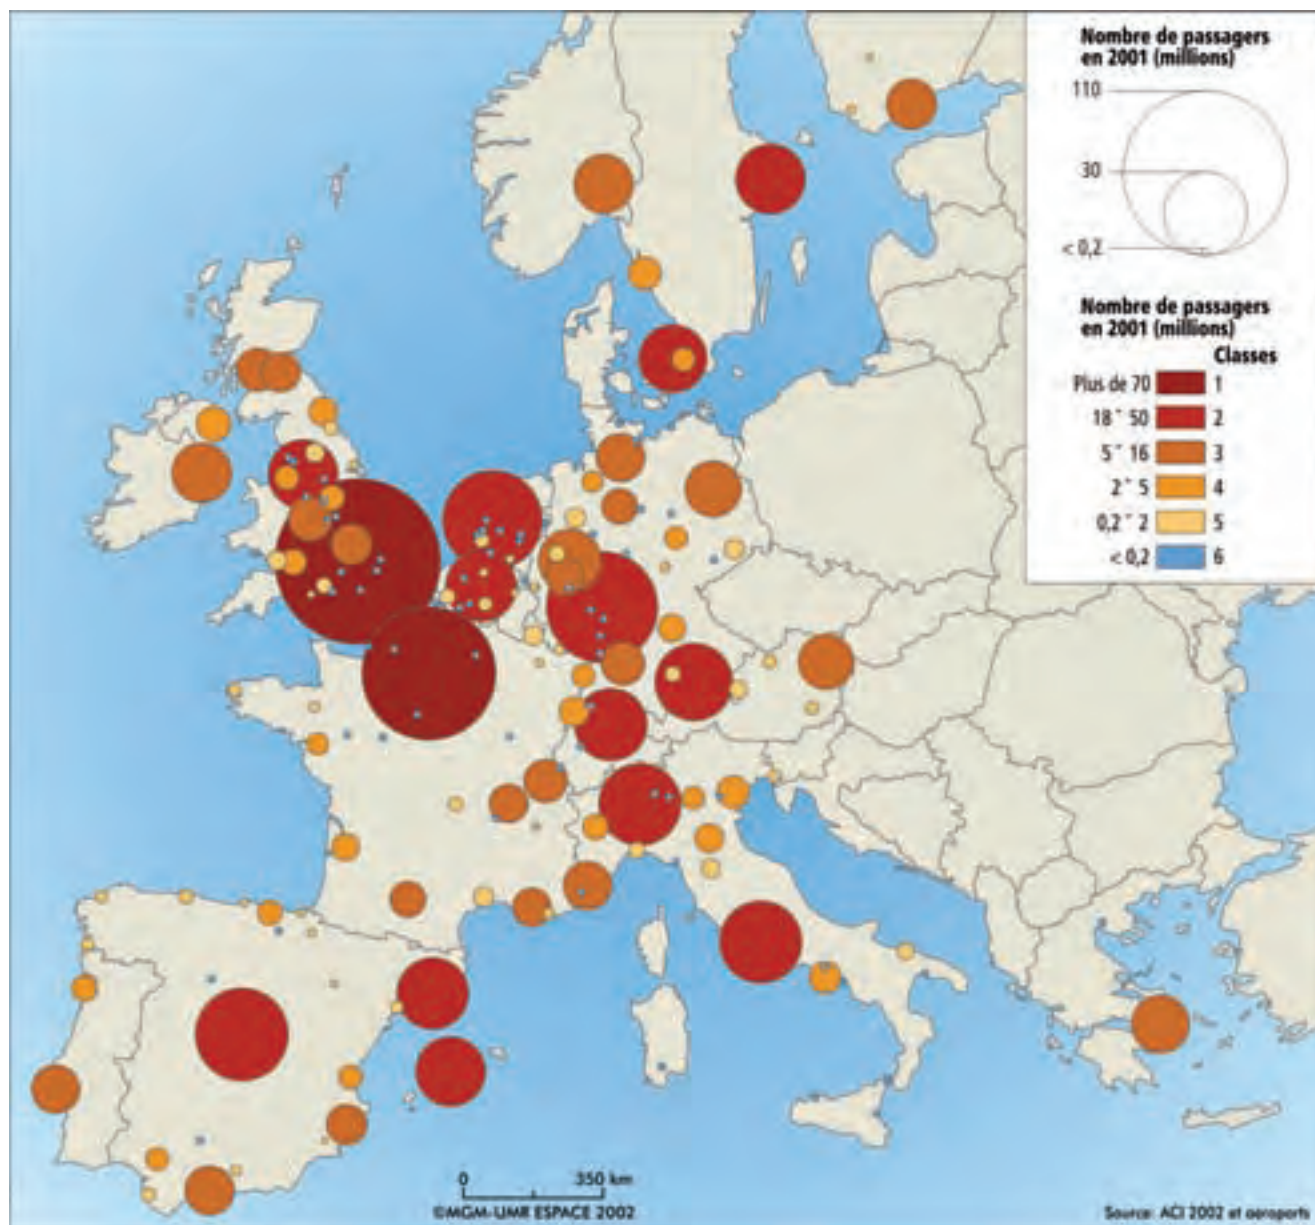 Nombre de passagers
en 2001 (millions)
110
30
< 0,2
Nombre de passagers
en 2001 (millions)
Classes
Plus de 70 1
18 ˜ 50 2
5 ˜ 16 3
2 ˜ 5 4
0,2 ˜ 2 5
< 0,2 6
0 350 km
©MGM-UMR ESPACE 2002
Source: ACI 2002 et aeroports